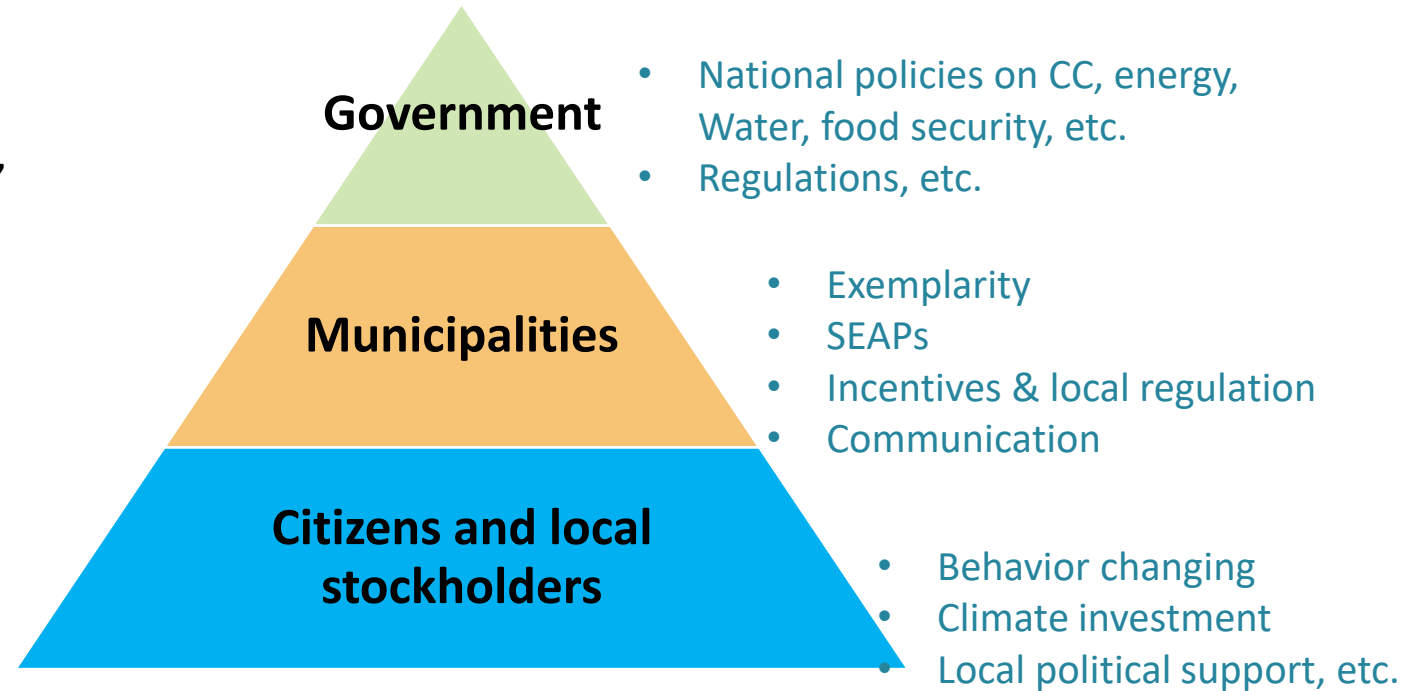 Government
• National policies on CC, energy,
Water, food security, etc.
• Regulations, etc.
,
Municipalities
• Exemplarity
• SEAPs
• Incentives & local regulation
• Communication
Citizens and local
stockholders
• Behavior changing
• Climate investment
• Local political support, etc.